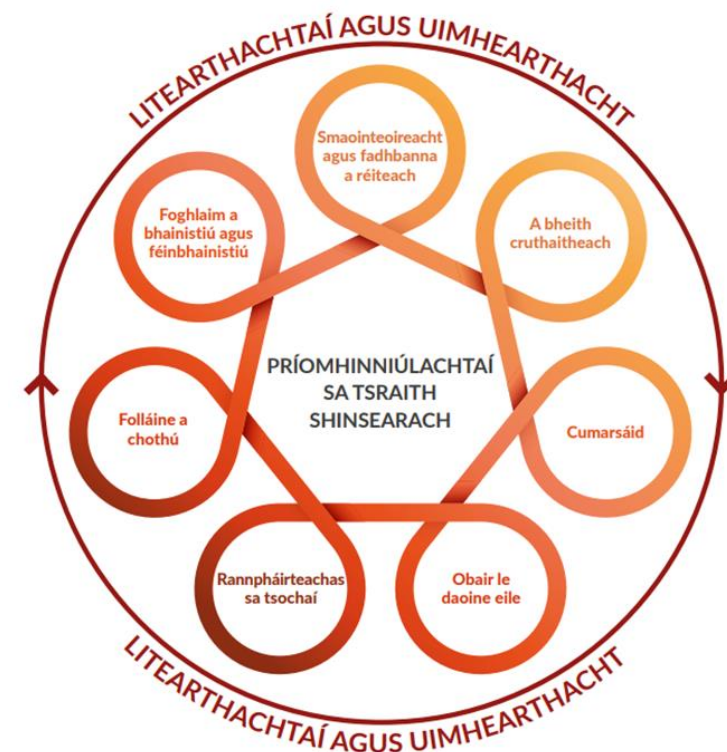 LITEARTHACHTAÍ AGUS UIMHEARTHACHT
Smaointeoireacht
agus fadhbanna
a réiteach
A bheith
cruthaitheach
Cumarsáid
Obair le
daoine eile
Rannpháirteachas
sa tsochaí
Folláine a
chothú
Foghlaim a
bhainistiú agus
féinbhainistiú
PRÍOMHINNIÚLACHTAÍ
SA TSRAITH
SHINSEARACH
LITEARTHACHTAÍ AGUS UIMHEARTHACHT